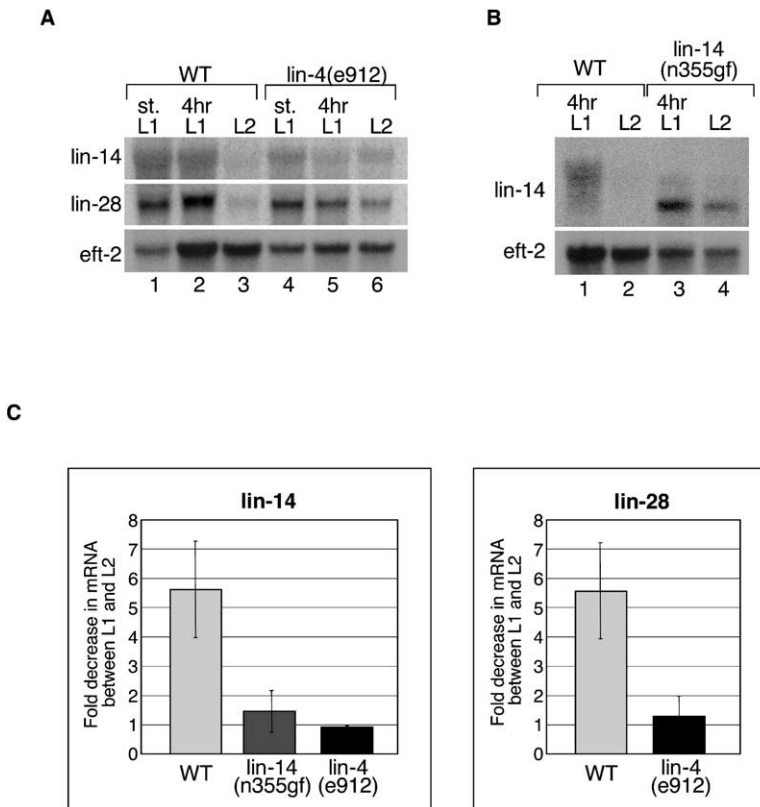 A
WT
lin-4(e912)
st. 4hr st. 4hr
L1 L1 L2 L1 L1 L2
lin-14
lin-28
eft-2
1 2 3 4 5 6
B
WT
lin-14
(n355gf)
4hr 4hr
L1 L2 L1 L2
lin-14
eft-2
1 2 3 4
C
lin-14
Fold decrease in mRNA
between L1 and L2
8
7
6
5
4
3
2
1
0
WT lin-14 lin-4
(n355gf) (e912)
lin-28
Fold decrease in mRNA
between L1 and L2
8
7
6
5
4
3
2
1
0
WT lin-4
(e912)